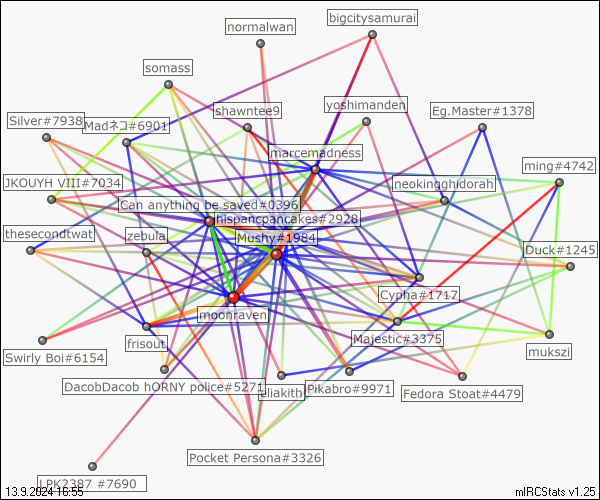 bigcitysamurai
normalwan
somass
shawntee9
yoshimanden
Eg.Master#1378
Silver#7938
Madネコ#6901
marcemadness
ming#4742
JKOUYH VIII#7034
neokingghidorah
Can anything be saved#0396
hispanicpancakes#2928
thesecondtwat
zebula
Mushy#1984
Duck#1245
Cypha#1717
moonraven
Majestic#3375
frisout
mukszi
Swirly Boi#6154
DacobDacob hORNY police#5271
eliakith
Pikabro#9971
Fedora Stoat#4479
Pocket Persona#3326
LPK2387 #7690
13.9.2024 16:55
mIRCStats v1.25